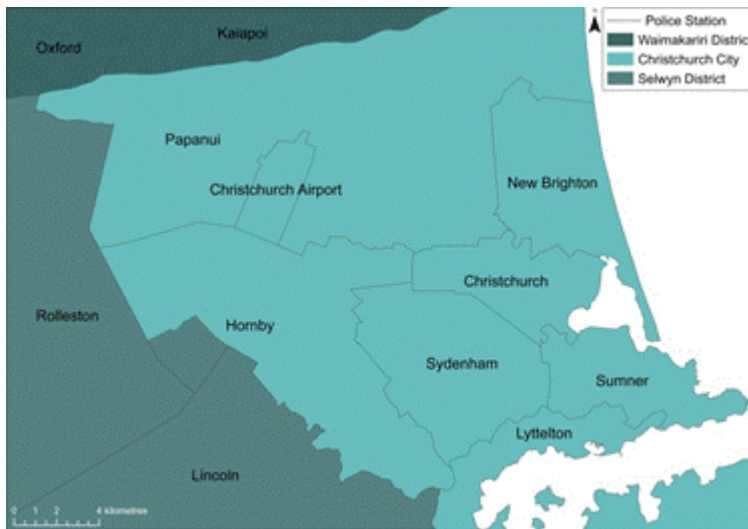 N
Police Station
Waimakariri District
Christchurch City
Selwyn District
Oxford
Kaiapoi
Papanui
Christchurch Airport
New Brighton
Christchurch
Rolleston
Hornby
Sydenham
Sumner
Lyttelton
Lincoln
0 1 2 4 kilometres